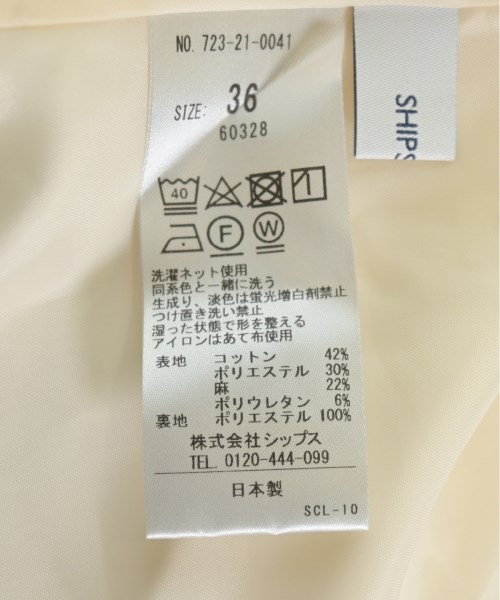 NO. 723-21-0041
SIZE: 36
60328
SHIPS
40
F W
洗濯ネット使用
同系色と一緒に洗う
生成り、淡色は蛍光増白剤禁止
つけ置き洗い禁止
湿った状態で形を整える
アイロンはあて布使用
表地 コットン 42%
ポリエステル 30%
麻 22%
ポリウレタン 6%
裏地 ポリエステル 100%
株式会社シップス
TEL. 0120-444-099
日本製
SCL-10